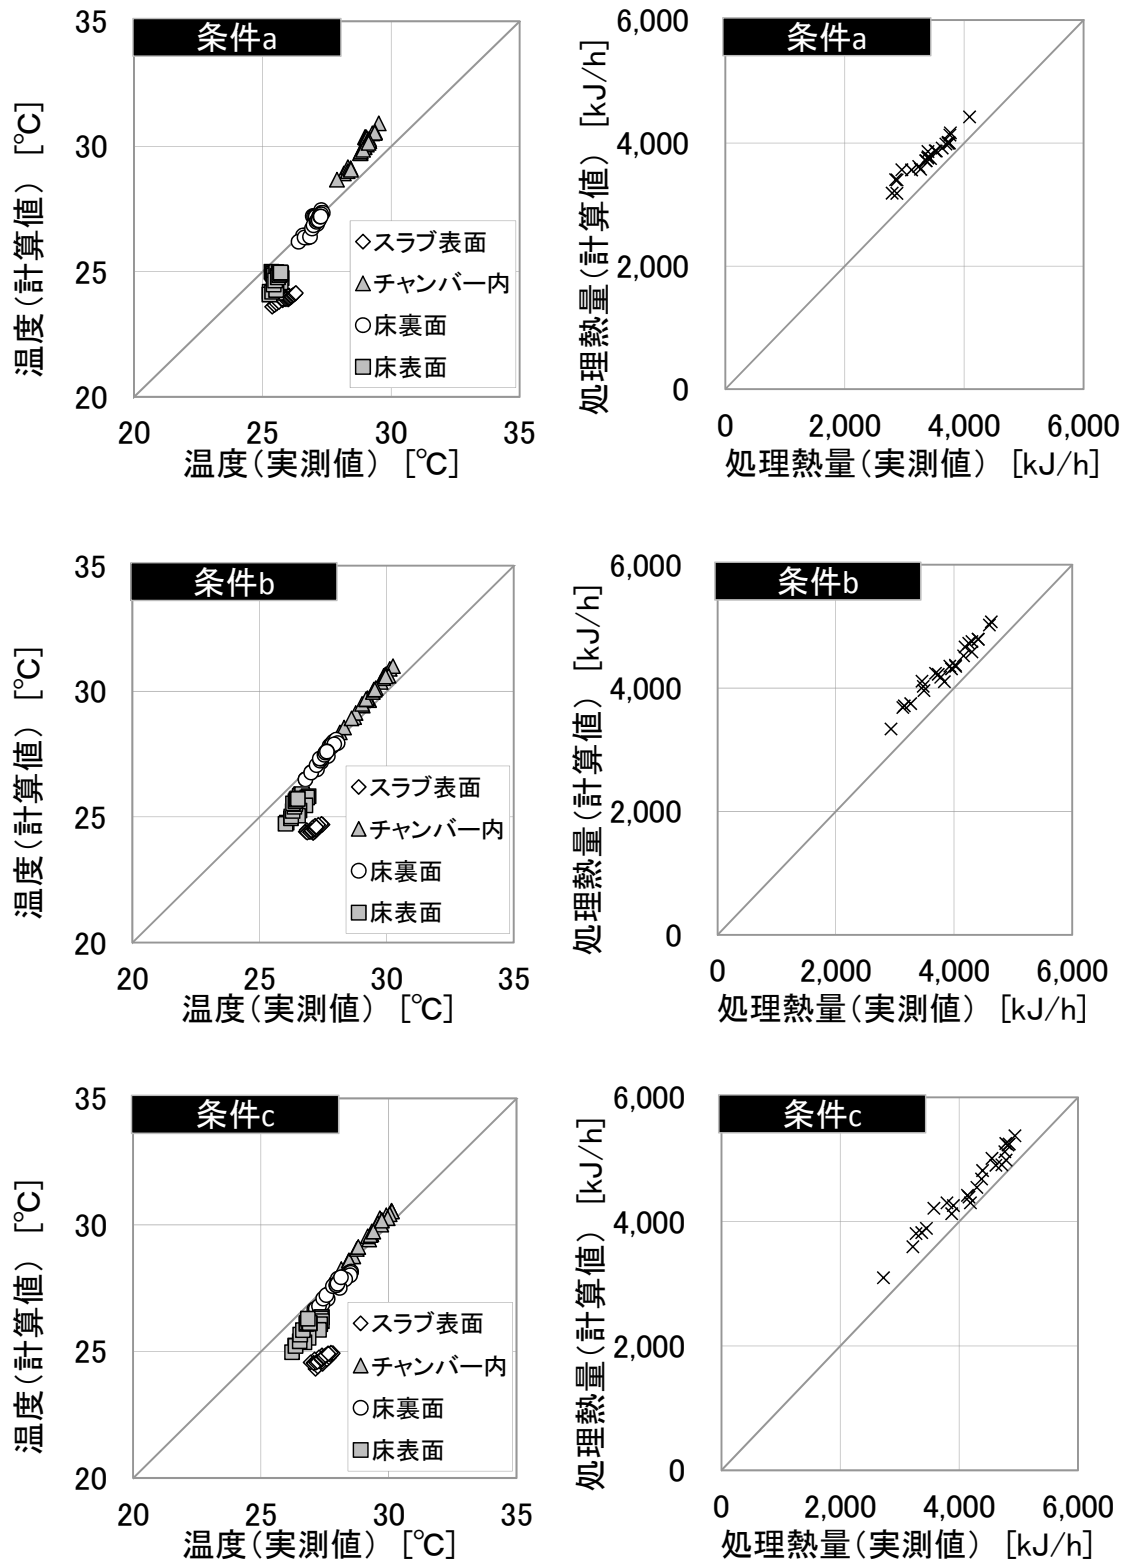 条件a
温度(計算値) [℃]
35
30
25
20
20 25 30 35
温度(実測値) [℃]
スラブ表面
チャンバー内
床裏面
床表面
条件a
処理熱量(計算値) [kJ/h]
6,000
4,000
2,000
0
0 2,000 4,000 6,000
処理熱量(実測値) [kJ/h]
条件b
温度(計算値) [℃]
35
30
25
20
20 25 30 35
温度(実測値) [℃]
スラブ表面
チャンバー内
床裏面
床表面
条件b
処理熱量(計算値) [kJ/h]
6,000
4,000
2,000
0
0 2,000 4,000 6,000
処理熱量(実測値) [kJ/h]
条件c
温度(計算値) [℃]
35
30
25
20
20 25 30 35
温度(実測値) [℃]
スラブ表面
チャンバー内
床裏面
床表面
条件c
処理熱量(計算値) [kJ/h]
6,000
4,000
2,000
0
0 2,000 4,000 6,000
処理熱量(実測値) [kJ/h]